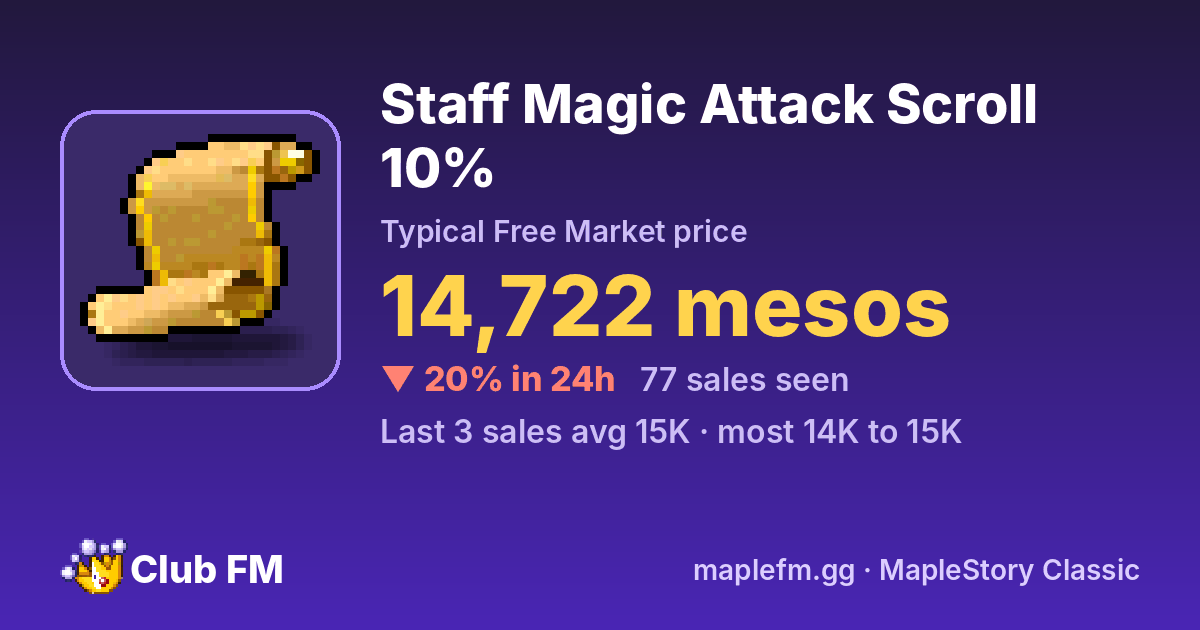 Staff Magic Attack Scroll
10%
Typical Free Market price
14,722 mesos
▼ 20% in 24h 77 sales seen
Last 3 sales avg 15K · most 14K to 15K
Club FM
maplefm.gg · MapleStory Classic